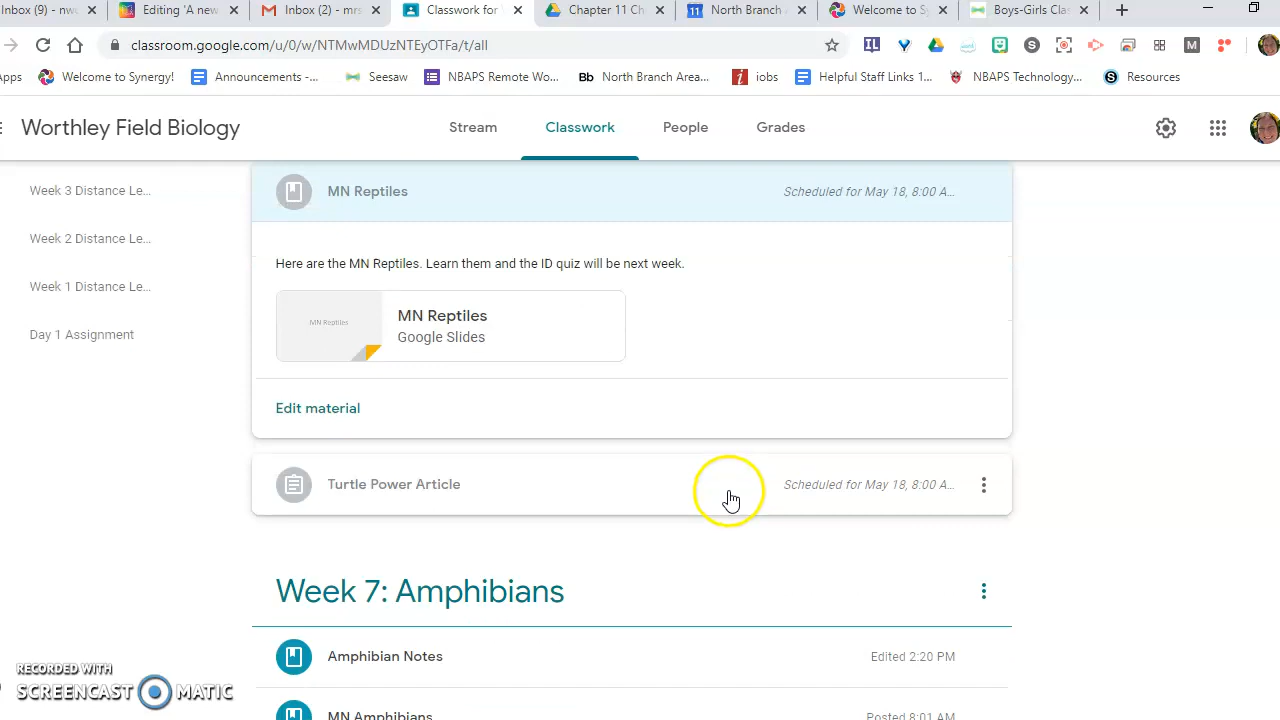 Inbox (9) - nwo
Editing 'A new
Inbox (2) - mrs
Classwork for
Chapter 11 Ch
North Branch A
Welcome to Sy
Boys-Girls Clas
classroom.google.com/u/0/w/NTMwMDUzNTEyOTFa/t/all
Apps
Welcome to Synergy!
Announcements -...
Seesaw
NBAPS Remote Wo...
Bb North Branch Area...
iobs
Helpful Staff Links 1...
NBAPS Technology...
Resources
Worthley Field Biology
Stream
Classwork
People
Grades
Week 3 Distance Le...
Week 2 Distance Le...
Week 1 Distance Le...
Day 1 Assignment
MN Reptiles
Scheduled for May 18, 8:00 A...
Here are the MN Reptiles. Learn them and the ID quiz will be next week.
MN Reptiles
MN Reptiles
Google Slides
Edit material
Turtle Power Article
Scheduled for May 18, 8:00 A...
Week 7: Amphibians
Amphibian Notes
Edited 2:20 PM
MN Amphibians
Posted 8:01 AM
RECORDED WITH
SCREENCAST MATIC